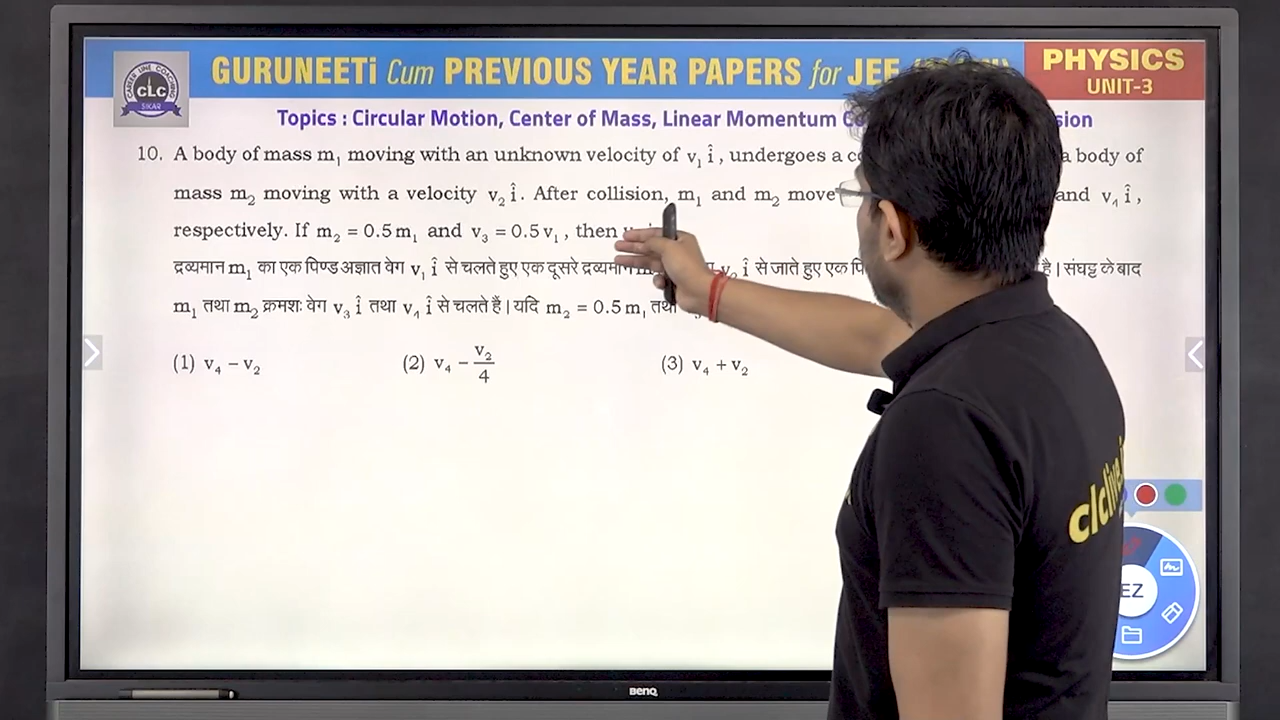 GURUNEETi Cum PREVIOUS YEAR PAPERS for JEE
PHYSICS
UNIT-3
CAREER LINE COACHING
CLC
SIKAR
Topics : Circular Motion, Center of Mass, Linear Momentum
10. A body of mass m₁ moving with an unknown velocity of v₁ î , undergoes a a body of
mass m₂ moving with a velocity v₂ î. After collision, m₁ and m₂ move and v₄ î ,
respectively. If m₂ = 0.5 m₁ and v₃ = 0.5 v₁ , then
द्रव्यमान m₁ का एक पिण्ड अज्ञात वेग v₁ î से चलते हुए एक दूसरे द्रव्यमान v₂ î से जाते हुए एक है। संघट्ट के बाद
m₁ तथा m₂ क्रमशः वेग v₃ î तथा v₄ î से चलते हैं। यदि m₂ = 0.5 m₁ तथा
(1) v₄ – v₂ (2) v₄ – v₂/4 (3) v₄ + v₂
EZ
BenQ